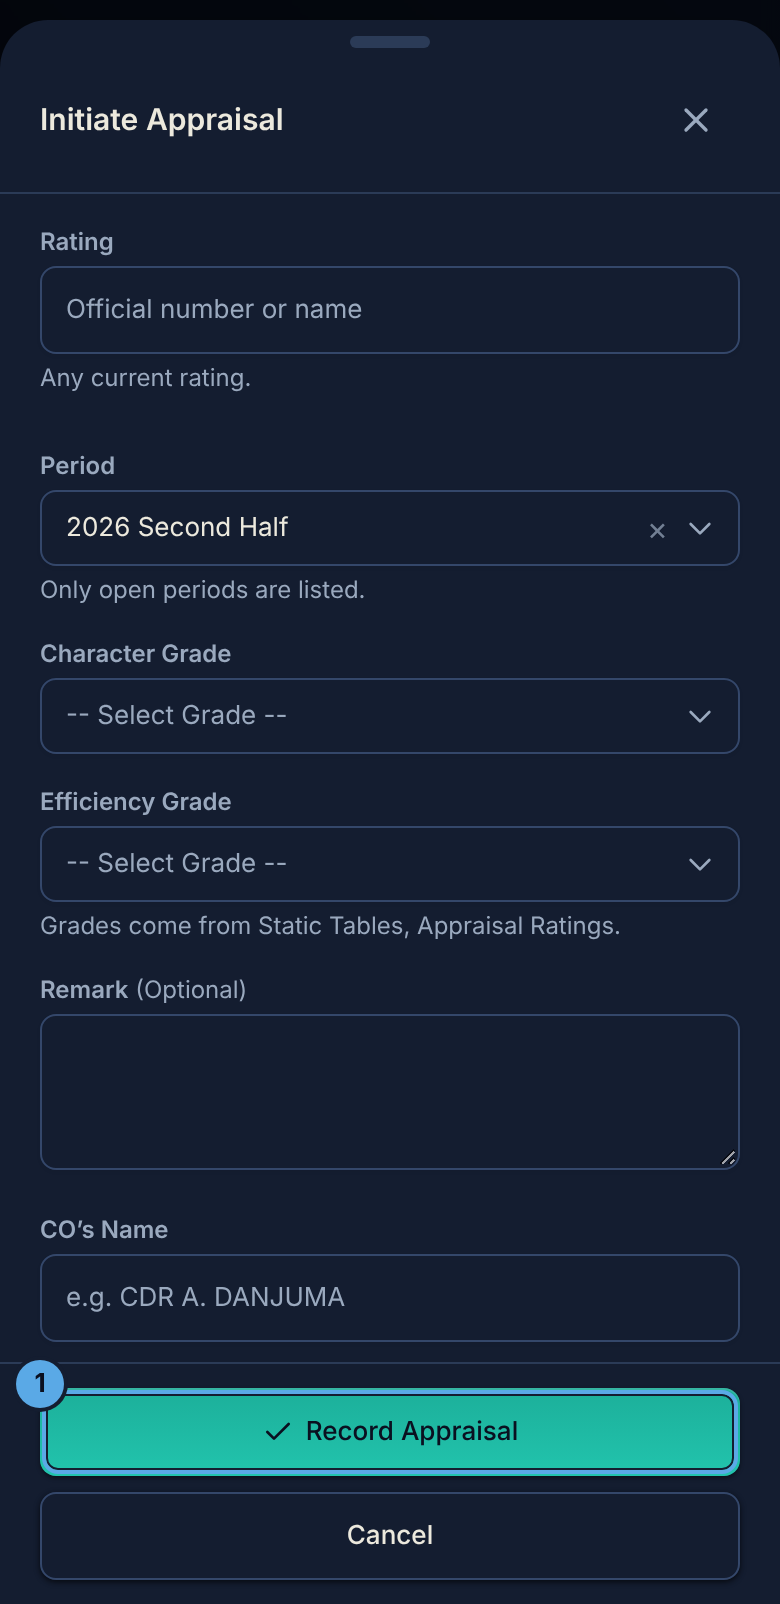 Initiate Appraisal
Rating
Official number or name
Any current rating.
Period
2026 Second Half
Only open periods are listed.
Character Grade
-- Select Grade --
Efficiency Grade
-- Select Grade --
Grades come from Static Tables, Appraisal Ratings.
Remark (Optional)
CO’s Name
e.g. CDR A. DANJUMA
1
Record Appraisal
Cancel